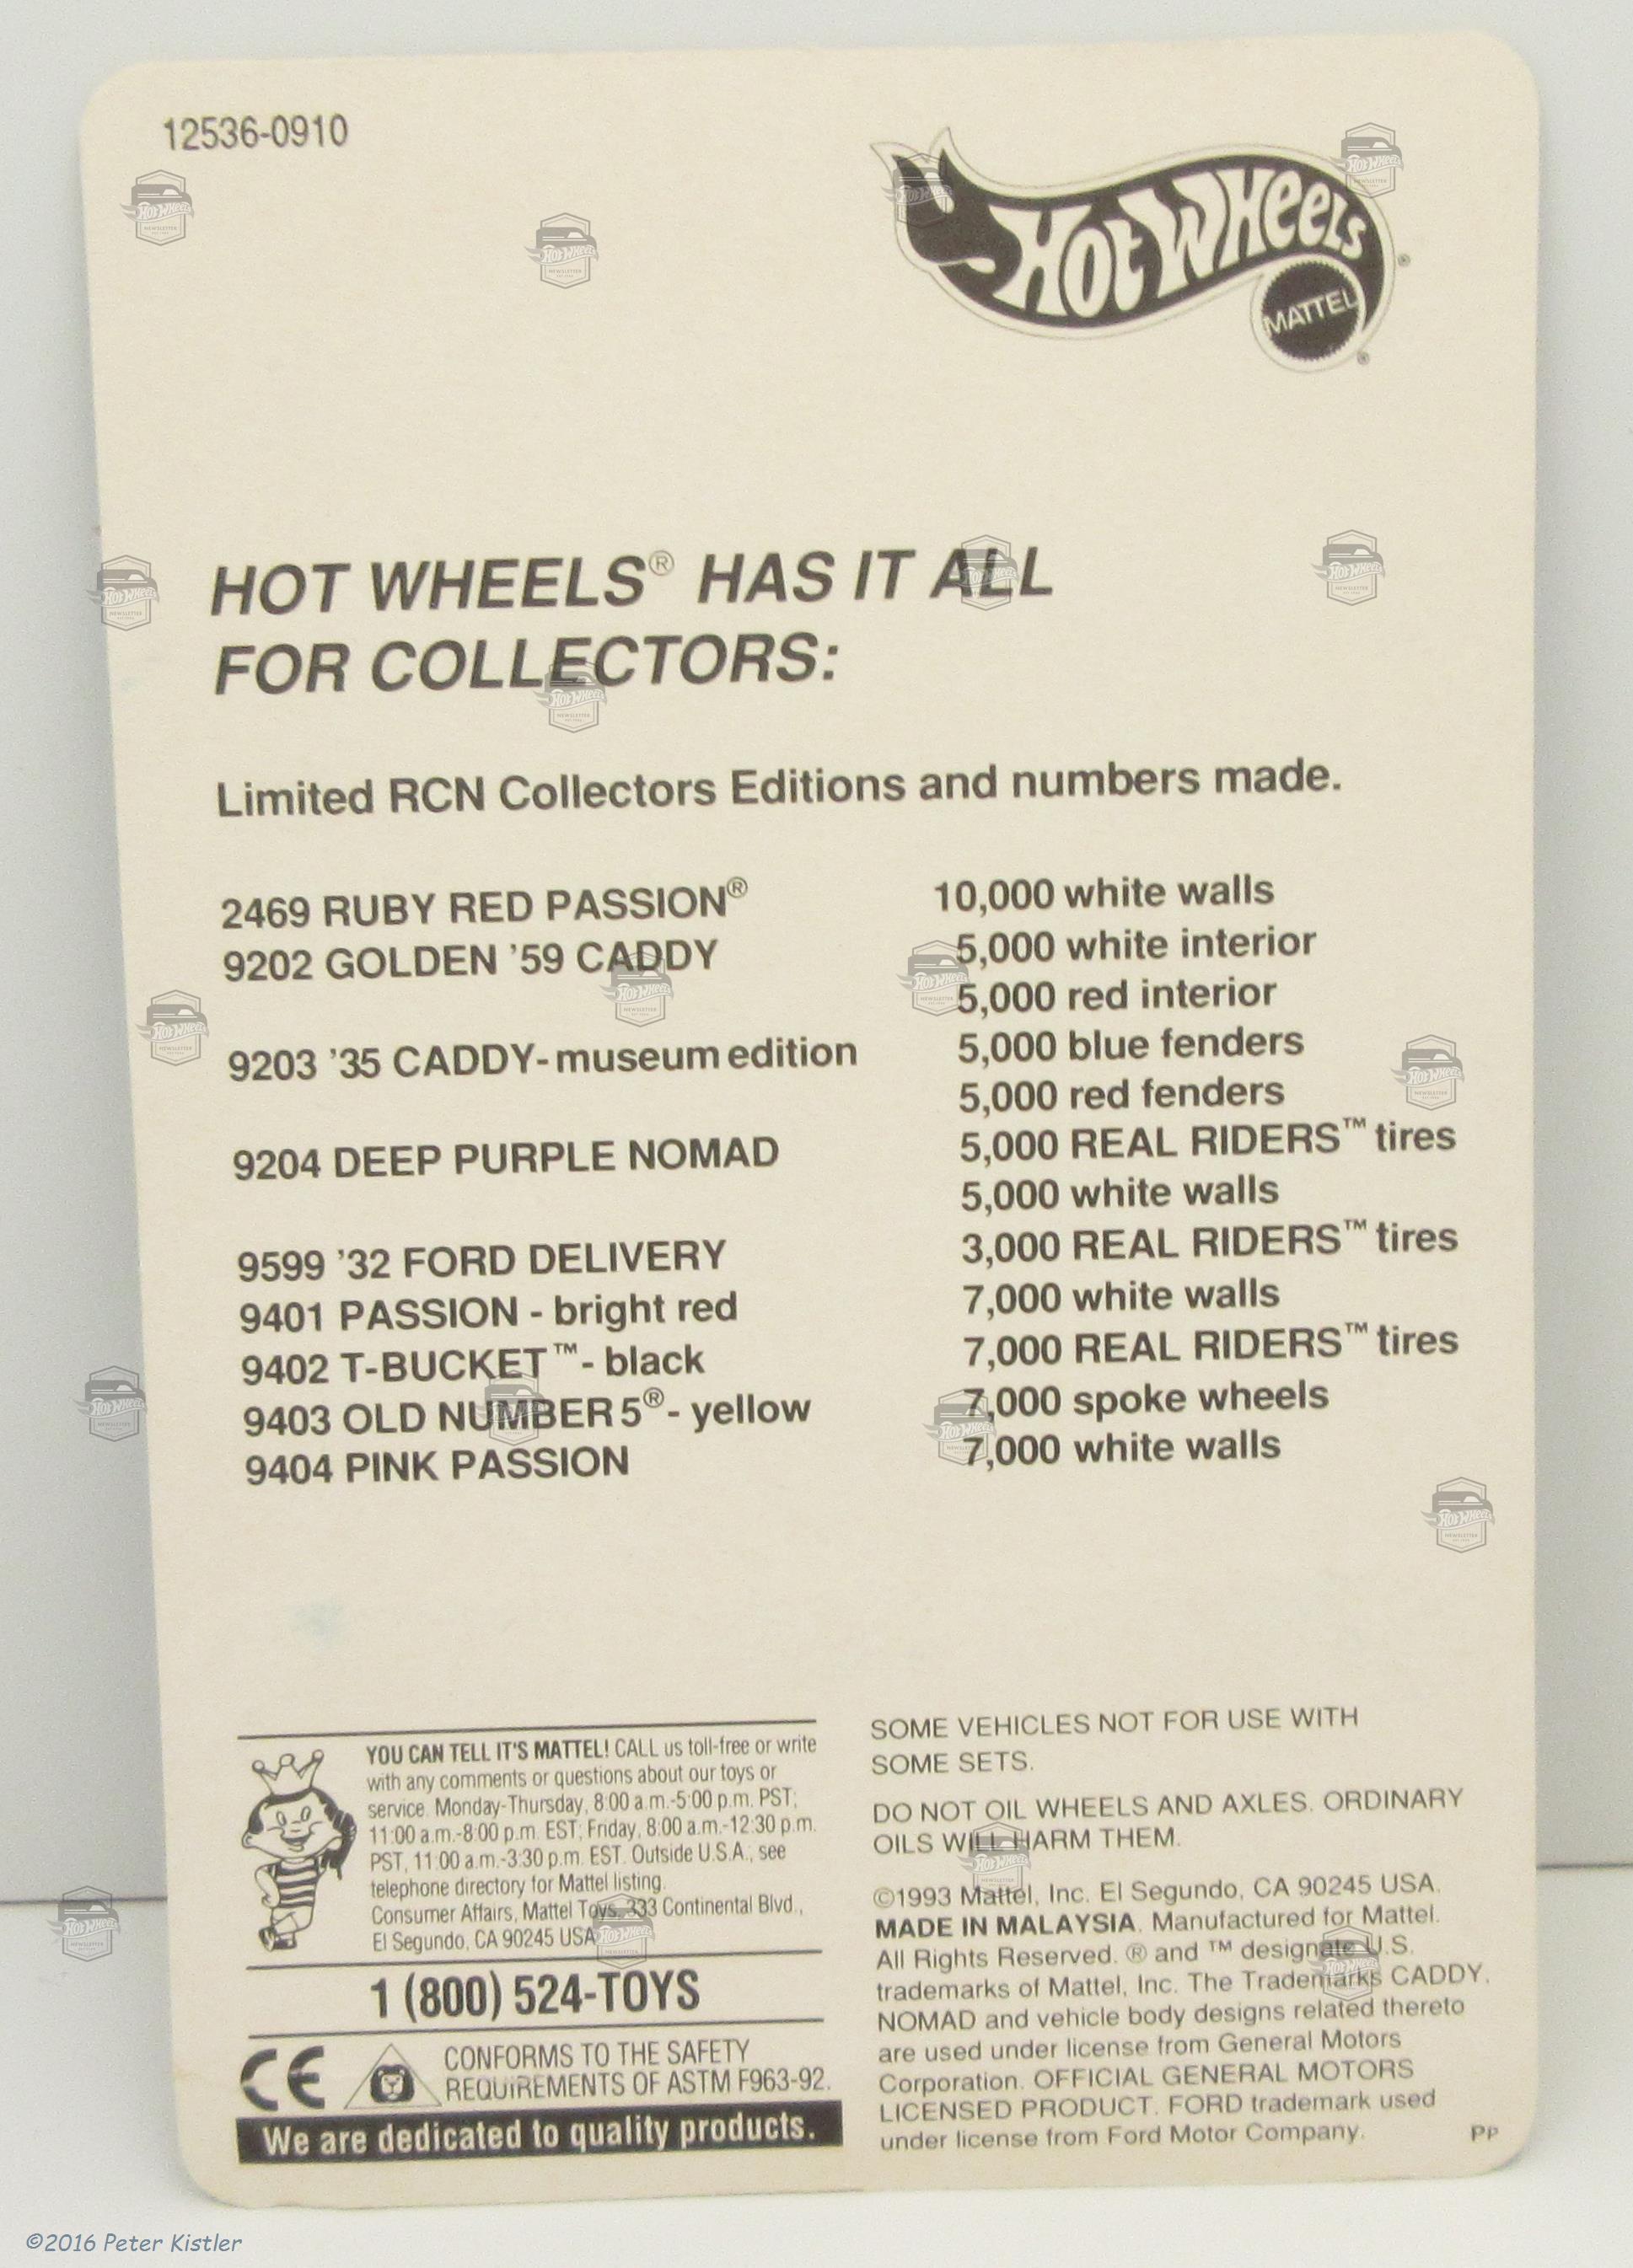 12536-0910
Hot Wheels®
MATTEL®
HOT WHEELS® HAS IT ALL
FOR COLLECTORS:
Limited RCN Collectors Editions and numbers made.
2469 RUBY RED PASSION® 10,000 white walls
9202 GOLDEN '59 CADDY 5,000 white interior
5,000 red interior
9203 '35 CADDY-museum edition 5,000 blue fenders
5,000 red fenders
9204 DEEP PURPLE NOMAD 5,000 REAL RIDERS™ tires
5,000 white walls
9599 '32 FORD DELIVERY 3,000 REAL RIDERS™ tires
9401 PASSION - bright red 7,000 white walls
9402 T-BUCKET™- black 7,000 REAL RIDERS™ tires
9403 OLD NUMBER 5®- yellow 7,000 spoke wheels
9404 PINK PASSION 7,000 white walls
YOU CAN TELL IT'S MATTEL! CALL us toll-free or write
with any comments or questions about our toys or
service. Monday-Thursday, 8:00 a.m.-5:00 p.m. PST;
11:00 a.m.-8:00 p.m. EST; Friday, 8:00 a.m.-12:30 p.m.
PST, 11:00 a.m.-3:30 p.m. EST. Outside U.S.A., see
telephone directory for Mattel listing.
Consumer Affairs, Mattel Toys, 333 Continental Blvd.,
El Segundo, CA 90245 USA
1 (800) 524-TOYS
CE
CONFORMS TO THE SAFETY
REQUIREMENTS OF ASTM F963-92.
We are dedicated to quality products.
SOME VEHICLES NOT FOR USE WITH
SOME SETS.
DO NOT OIL WHEELS AND AXLES. ORDINARY
OILS WILL HARM THEM.
©1993 Mattel, Inc. El Segundo, CA 90245 USA.
MADE IN MALAYSIA. Manufactured for Mattel.
All Rights Reserved. ® and ™ designate U.S.
trademarks of Mattel, Inc. The Trademarks CADDY,
NOMAD and vehicle body designs related thereto
are used under license from General Motors
Corporation. OFFICIAL GENERAL MOTORS
LICENSED PRODUCT. FORD trademark used
under license from Ford Motor Company.
PP
©2016 Peter Kistler